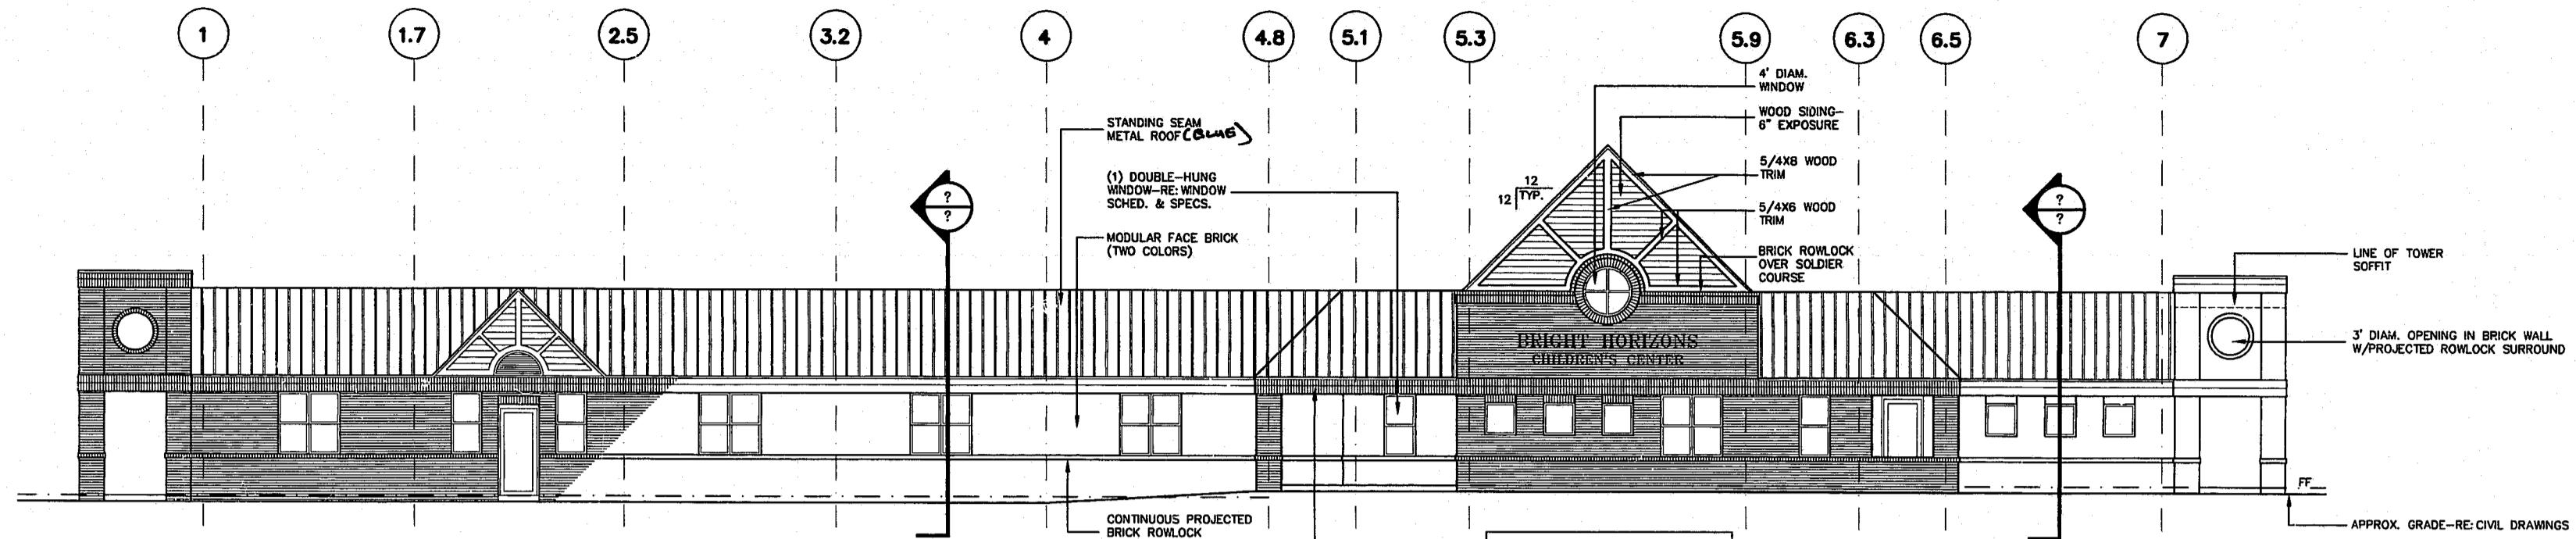 1
1.7
2.5
3.2
4
4.8
5.1
5.3
5.9
6.3
6.5
7
4' DIAM.
WINDOW
WOOD SIDING-
6" EXPOSURE
5/4X8 WOOD
TRIM
5/4X6 WOOD
TRIM
BRICK ROWLOCK
OVER SOLDIER
COURSE
STANDING SEAM
METAL ROOF (BLUE)
(1) DOUBLE-HUNG
WINDOW-RE: WINDOW
SCHED. & SPECS.
MODULAR FACE BRICK
(TWO COLORS)
12
12 TYP.
?
?
?
?
LINE OF TOWER
SOFFIT
3' DIAM. OPENING IN BRICK WALL
W/PROJECTED ROWLOCK SURROUND
BRIGHT HORIZONS
CHILDREN'S CENTER
FF
APPROX. GRADE-RE: CIVIL DRAWINGS
CONTINUOUS PROJECTED
BRICK ROWLOCK